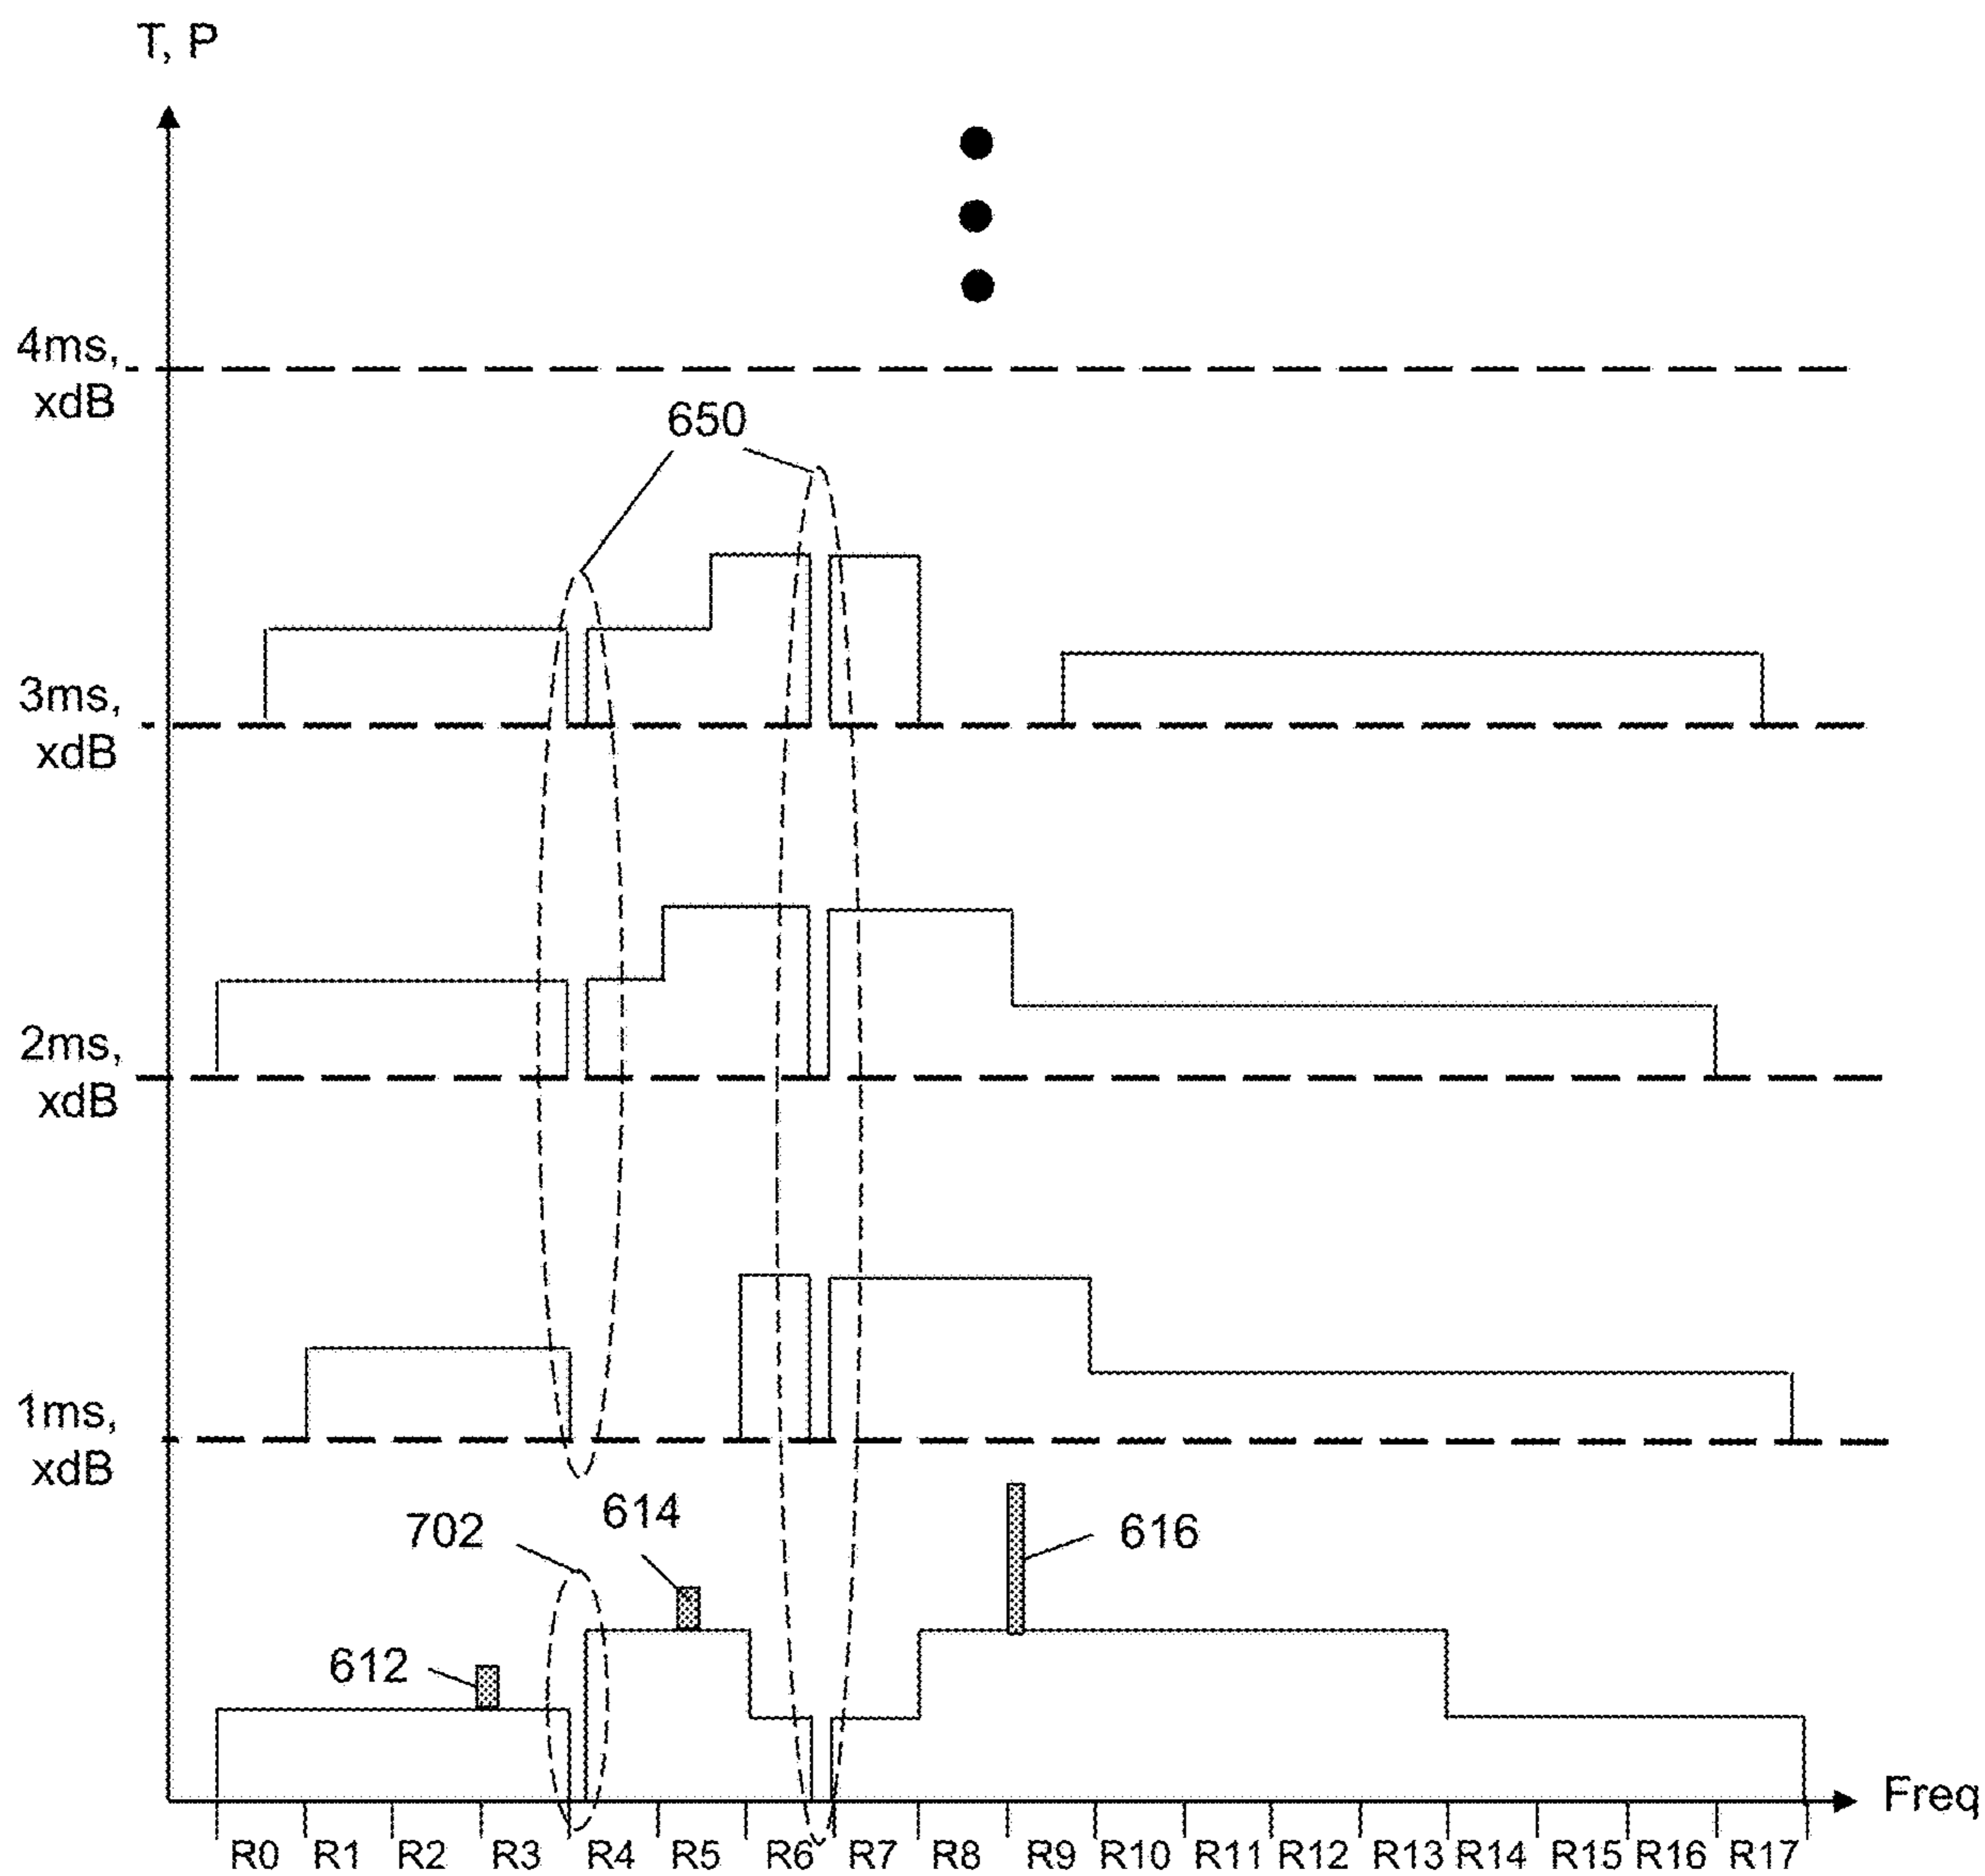 T, P
4ms,
xdB
650
3ms,
xdB
2ms,
xdB
1ms,
xdB
702
614
616
612
Freq
R0 R1 R2 R3 R4 R5 R6 R7 R8 R9 R10 R11 R12 R13 R14 R15 R16 R17